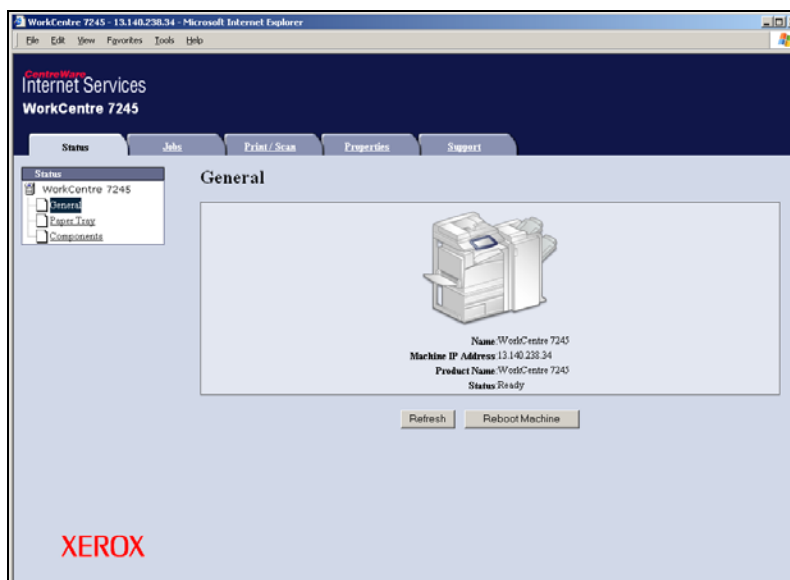 WorkCentre 7245 - 13.140.238.34 - Microsoft Internet Explorer
File Edit View Favorites Tools Help
CentreWare
Internet Services
WorkCentre 7245
Status Jobs Print / Scan Properties Support
Status
WorkCentre 7245
General
Paper Tray
Components
General
Name:WorkCentre 7245
Machine IP Address:13.140.238.34
Product Name:WorkCentre 7245
Status:Ready
Refresh Reboot Machine
XEROX